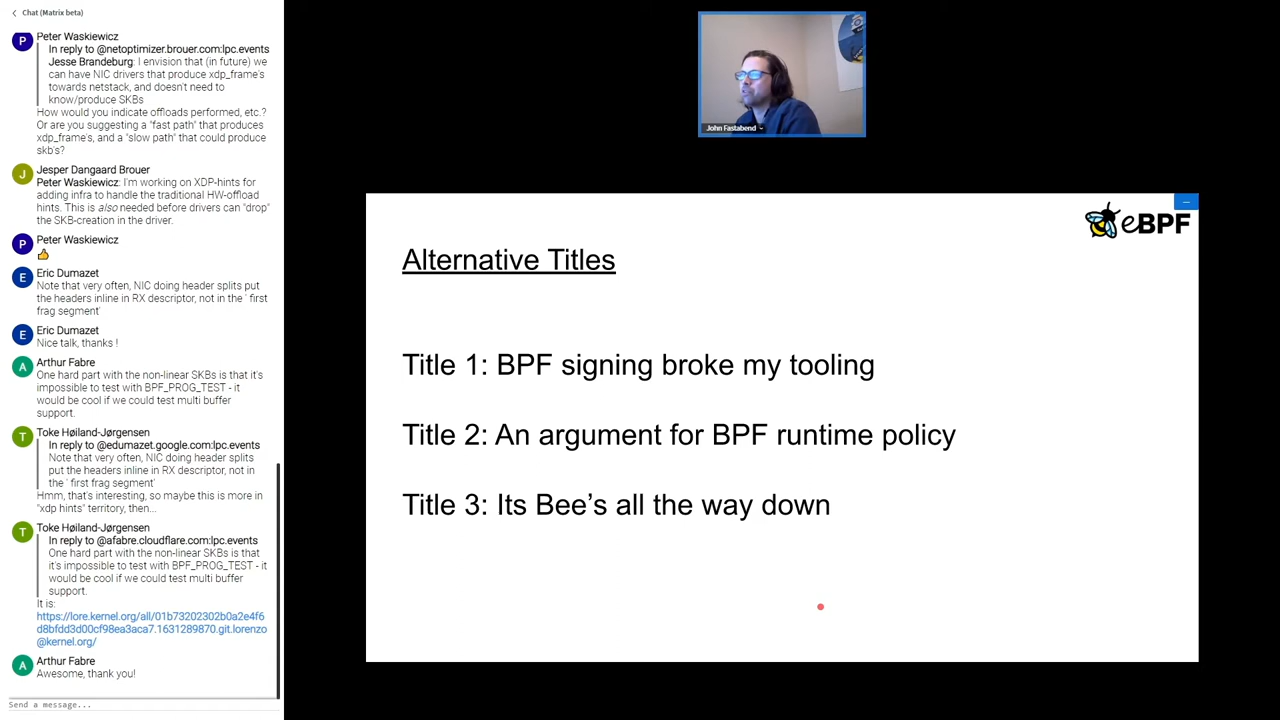 Chat (Matrix beta)
P
Peter Waskiewicz
In reply to @netoptimizer.brouer.com:lpc.events
Jesse Brandeburg: I envision that (in future) we
can have NIC drivers that produce xdp_frame's
towards netstack, and doesn't need to
know/produce SKBs
How would you indicate offloads performed, etc.?
Or are you suggesting a "fast path" that produces
xdp_frame's, and a "slow path" that could produce
skb's?
J
Jesper Dangaard Brouer
Peter Waskiewicz: I'm working on XDP-hints for
adding infra to handle the traditional HW-offload
hints. This is also needed before drivers can "drop"
the SKB-creation in the driver.
P
Peter Waskiewicz
E
Eric Dumazet
Note that very often, NIC doing header splits put
the headers inline in RX descriptor, not in the ` first
frag segment'
E
Eric Dumazet
Nice talk, thanks !
A
Arthur Fabre
One hard part with the non-linear SKBs is that it's
impossible to test with BPF_PROG_TEST - it
would be cool if we could test multi buffer
support.
T
Toke Høiland-Jørgensen
In reply to @edumazet.google.com:lpc.events
Note that very often, NIC doing header splits
put the headers inline in RX descriptor, not in
the ` first frag segment'
Hmm, that's interesting, so maybe this is more in
"xdp hints" territory, then...
T
Toke Høiland-Jørgensen
In reply to @afabre.cloudflare.com:lpc.events
One hard part with the non-linear SKBs is that
it's impossible to test with BPF_PROG_TEST - it
would be cool if we could test multi buffer
support.
It is:
https://lore.kernel.org/all/01b73202302b0a2e4f6
d8bfdd3d00cf98ea3aca7.1631289870.git.lorenzo
@kernel.org/
A
Arthur Fabre
Awesome, thank you!
Send a message...
John Fastabend
eBPF
Alternative Titles
Title 1: BPF signing broke my tooling
Title 2: An argument for BPF runtime policy
Title 3: Its Bee's all the way down